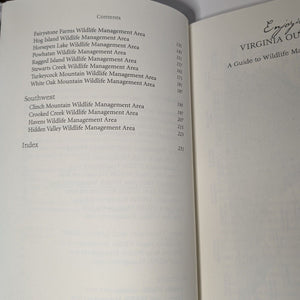 Contents
Fairystone Farms Wildlife Management Area
Hog Island Wildlife Management Area
Horsepen Lake Wildlife Management Area
Powhatan Wildlife Management Area
Ragged Island Wildlife Management Area
Stewarts Creek Wildlife Management Area
Turkeycock Mountain Wildlife Management Area
White Oak Mountain Wildlife Management Area
Southwest
Clinch Mountain Wildlife Management Area
Crooked Creek Wildlife Management Area
Havens Wildlife Management Area
Hidden Valley Wildlife Management Area
Index
VIRGINIA
A Guide to Wildlife